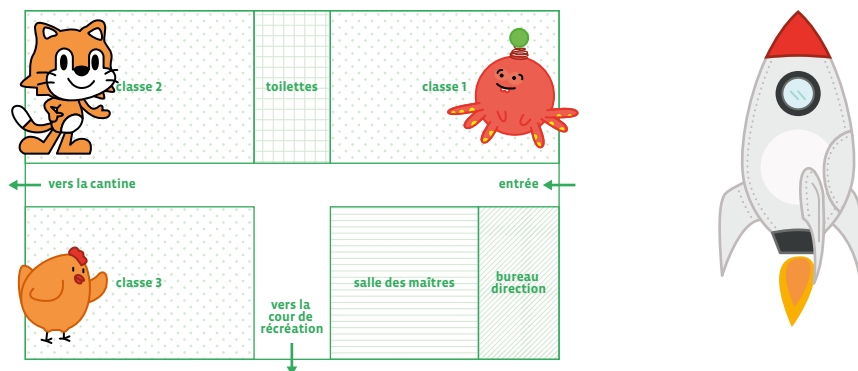 classe 2
toilettes
classe 1
vers la cantine
entrée
classe 3
vers la
cour de
récréation
salle des maîtres
bureau
direction